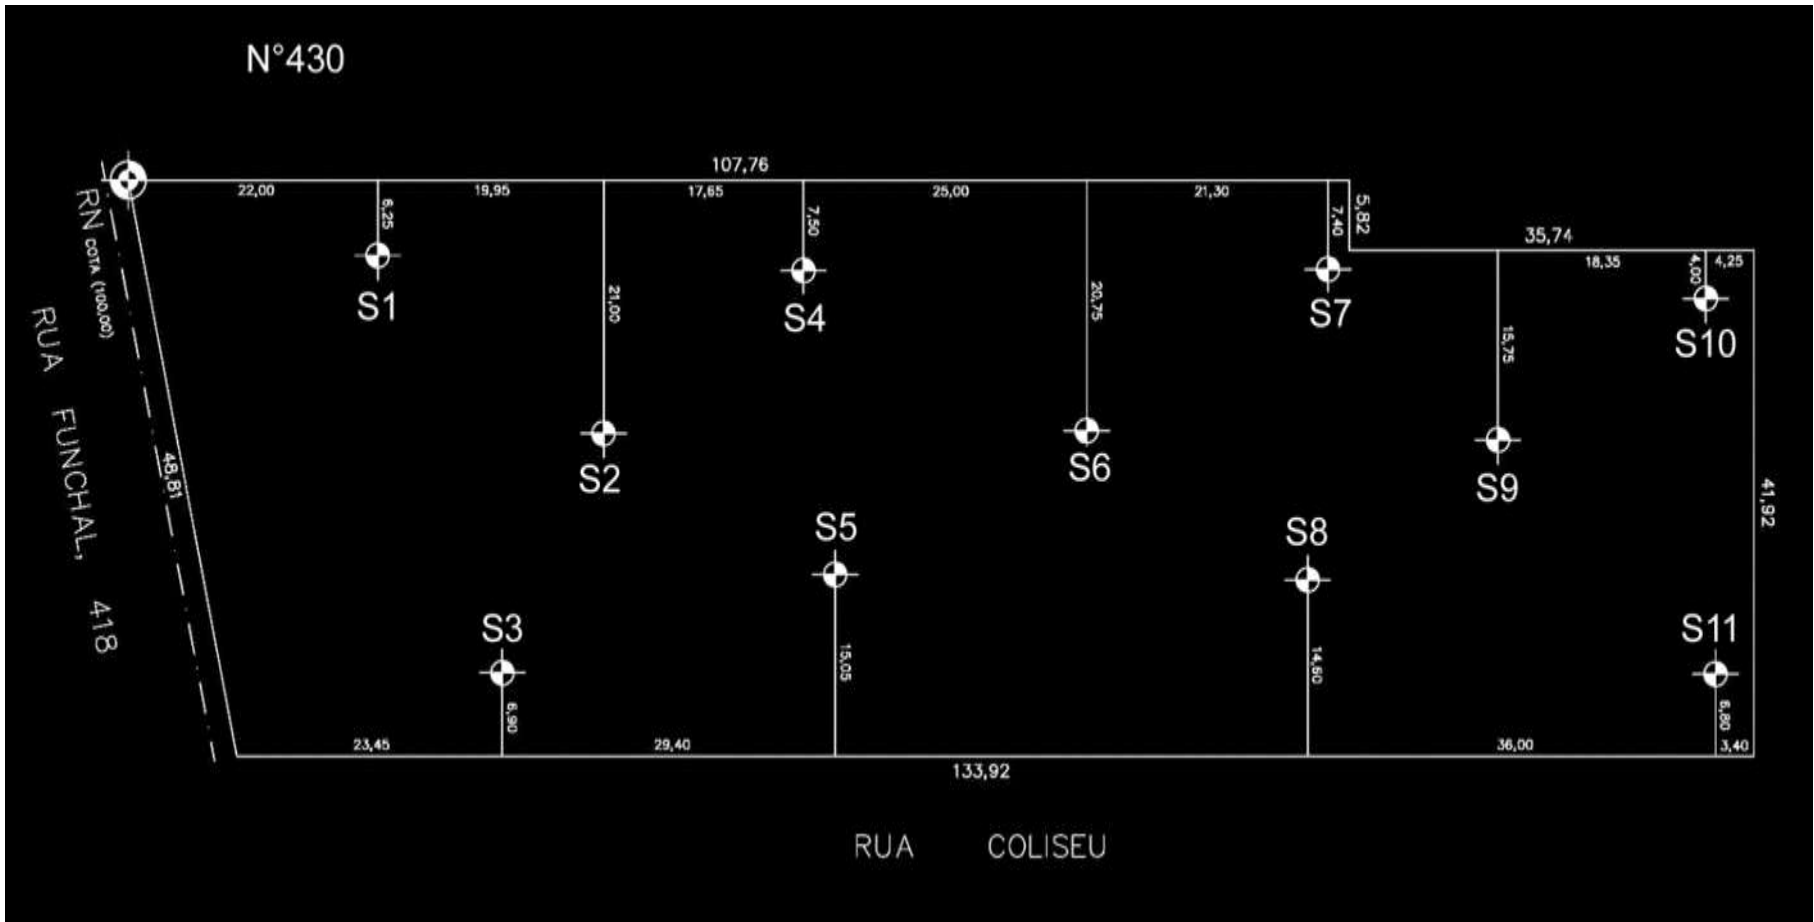 N°430
107,76
22,00
19,95
17,65
25,00
21,30
5,82
35,74
18,35
4,25
6,25
7,50
7,40
4,00
RN COTA (100,00)
S1
S4
S7
S10
21,00
20,75
15,75
S2
S6
S9
RUA FUNCHAL, 418
48,81
41,92
S5
S8
S3
S11
15,05
14,60
6,90
6,80
23,45
29,40
36,00
3,40
133,92
RUA COLISEU